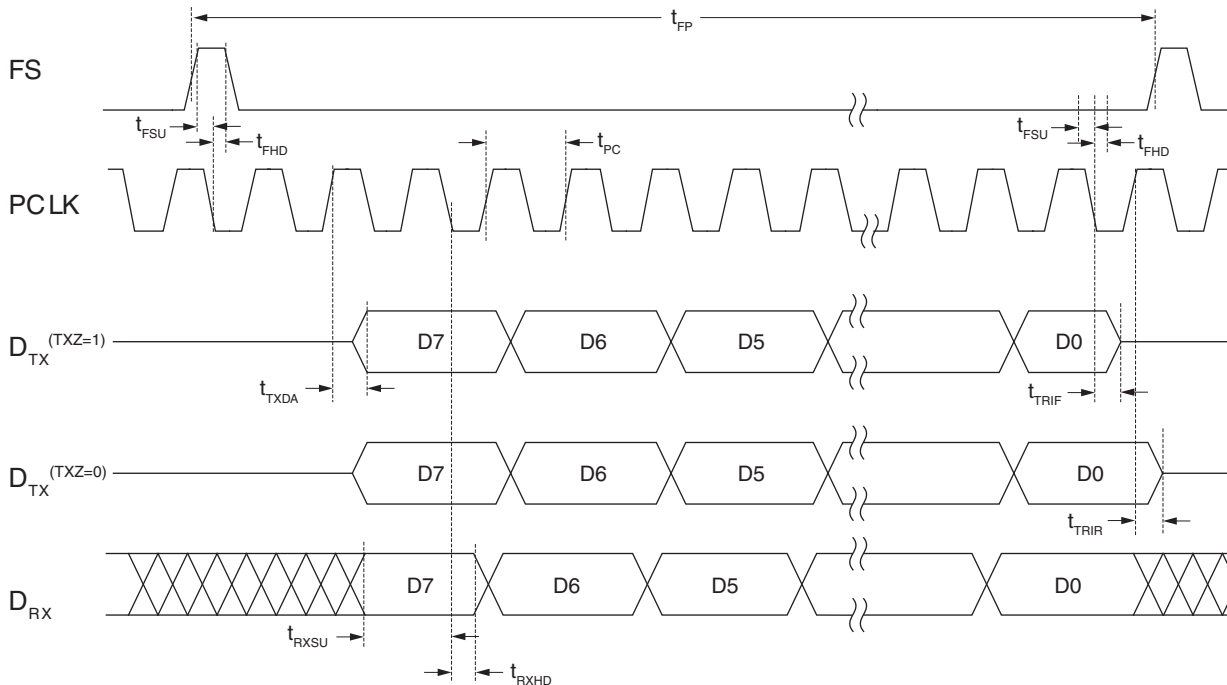 tFP
FS
tFSU
tFHD
tPC
tFSU
tFHD
PCLK
DTX(TXZ=1)
D7
D6
D5
D0
tTXDA
tTRIF
DTX(TXZ=0)
D7
D6
D5
D0
tTRIR
DRX
D7
D6
D5
D0
tRXSU
tRXHD